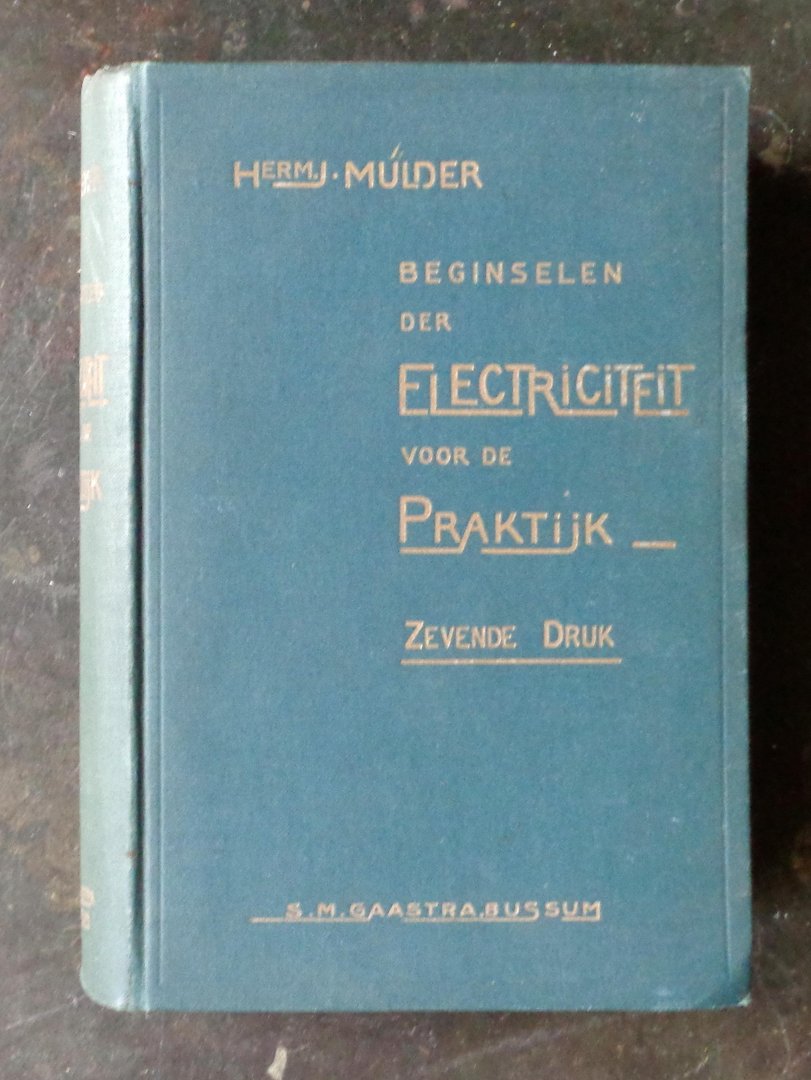 HERM. J. MULDER
BEGINSELEN
DER
ELECTRICITEIT
VOOR DE
PRAKTIJK
ZEVENDE DRUK
S.M. GAASTRA. BUSSUM